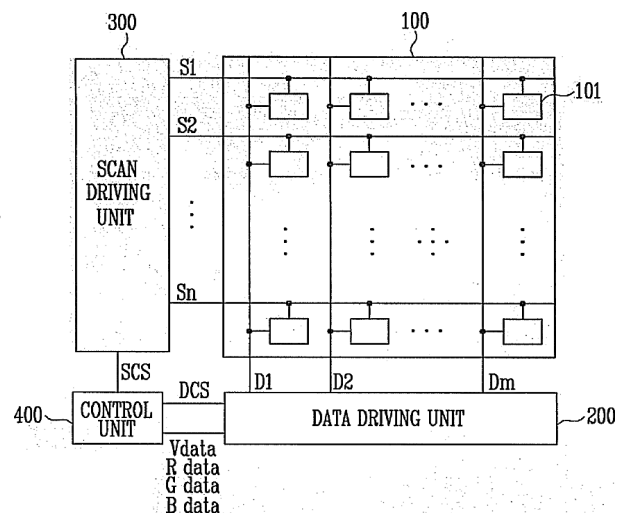 300
100
S1
101
S2
SCAN
DRIVING
UNIT
Sn
SCS
D1
D2
Dm
DCS
400
CONTROL
UNIT
DATA DRIVING UNIT
200
Vdata
R data
G data
B data